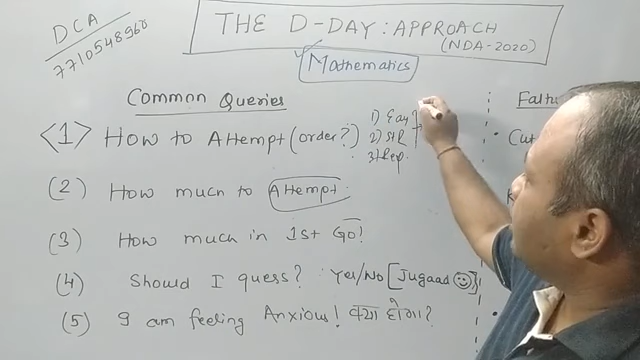 DCA
7710548960
THE D-DAY: APPROACH
(NDA-2020)
Mathematics
Common Queries
<1> How to Attempt (order?)
1) Easy
2) Str
3) Rep.
(2) How much to Attempt.
(3) How much in 1st Go!
(4) Should I guess? Yes/No [Jugaad ☺]
(5) I am feeling Anxious! क्या होगा?
Faltu
Cut